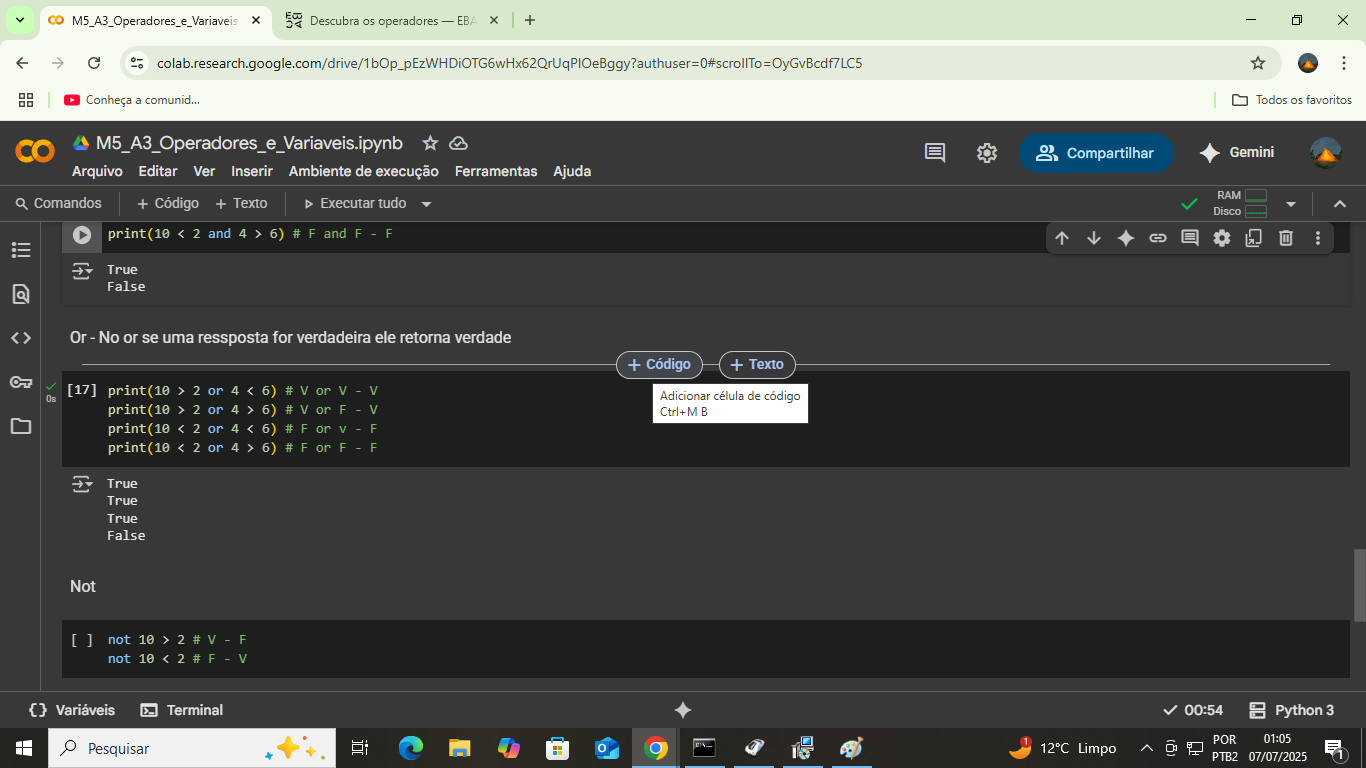 M5_A3_Operadores_e_Variaveis.
Descubra os operadores — EBA
colab.research.google.com/drive/1bOp_pEzWHDiOTG6wHx62QrUqPIOeBggy?authuser=0#scrollTo=OyGvBcdf7LC5
Conheça a comunid...
Todos os favoritos
M5_A3_Operadores_e_Variaveis.ipynb
Arquivo Editar Ver Inserir Ambiente de execução Ferramentas Ajuda
Compartilhar
Gemini
Comandos + Código + Texto Executar tudo
RAM
Disco
print(10 < 2 and 4 > 6) # F and F - F
True
False
Or - No or se uma ressposta for verdadeira ele retorna verdade
+ Código + Texto
Adicionar célula de código
Ctrl+M B
[17] print(10 > 2 or 4 < 6) # V or V - V
0s
print(10 > 2 or 4 > 6) # V or F - V
print(10 < 2 or 4 < 6) # F or v - F
print(10 < 2 or 4 > 6) # F or F - F
True
True
True
False
Not
[ ] not 10 > 2 # V - F
not 10 < 2 # F - V
Variáveis Terminal
00:54 Python 3
Pesquisar
1
12°C Limpo
POR
PTB2
01:05
07/07/2025
1